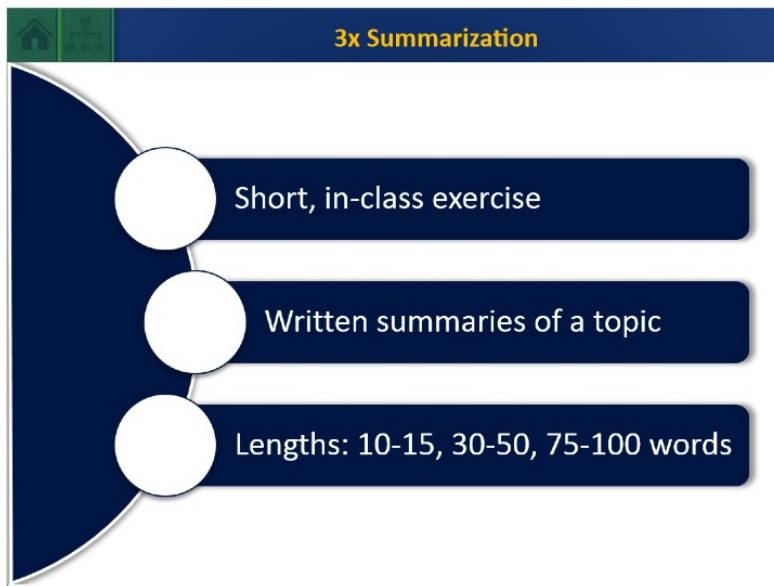 3x Summarization
Short, in-class exercise
Written summaries of a topic
Lengths: 10-15, 30-50, 75-100 words